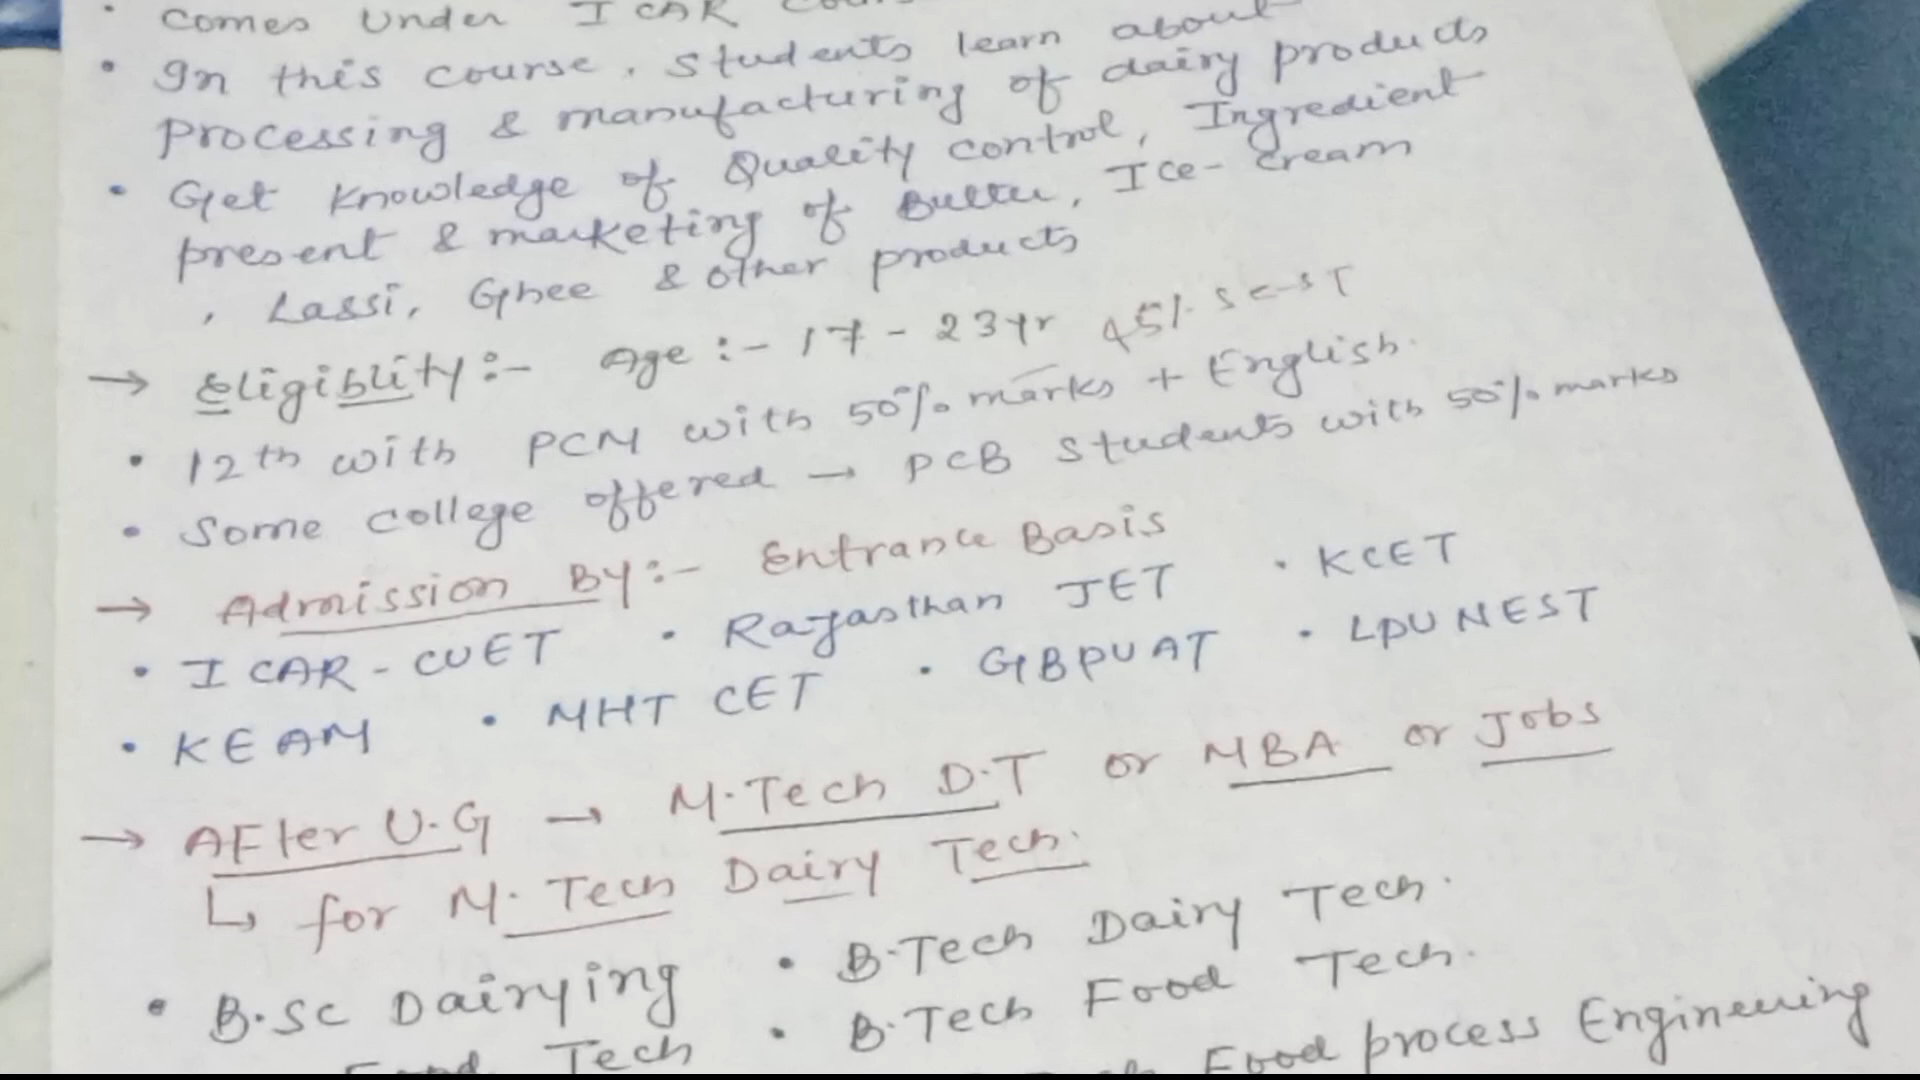 • Comes Under ICAR
• In this course, students learn about
processing & manufacturing of dairy products
• Get knowledge of Quality control, Ingredient
present & marketing of Butter, Ice-cream
, Lassi, Ghee & other products
→ Eligiblity :- Age :- 17 - 23 yr 45% SC-ST
• 12th with PCM with 50% marks + English.
• Some college offered → PCB students with 50% marks
→ Admission By :- Entrance Basis
• ICAR-CUET • Rajasthan JET • KCET
• KEAM • MHT CET • GBPUAT • LPU NEST
→ After U.G → M.Tech D.T or MBA or Jobs
↳ for M.Tech Dairy Tech.
• B.Sc Dairying • B.Tech Dairy Tech.
Food Tech • B.Tech Food Tech.
Food process Engineering